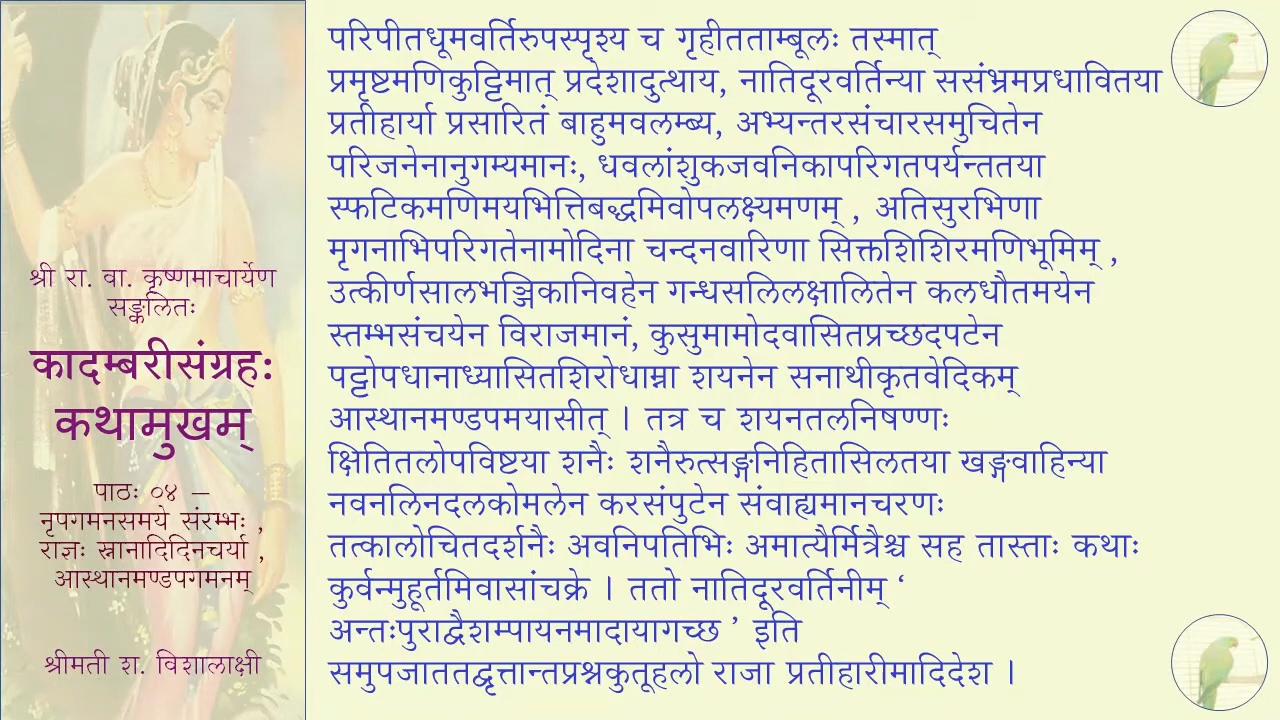 श्री रा. वा. कृष्णमाचार्येण
सङ्कलितः
कादम्बरीसंग्रहः
कथामुखम्
पाठः ०४ –
नृपगमनसमये संरम्भः ,
राज्ञः स्नानादिदिनचर्या ,
आस्थानमण्डपगमनम्
श्रीमती श. विशालाक्षी
परिपीतधूमवर्तिरुपस्पृश्य च गृहीतताम्बूलः तस्मात्
प्रमृष्टमणिकुट्टिमात् प्रदेशादुत्थाय, नातिदूरवर्तिन्या ससंभ्रमप्रधावितया
प्रतीहार्या प्रसारितं बाहुमवलम्ब्य, अभ्यन्तरसंचारसमुचितेन
परिजनेनानुगम्यमानः, धवलांशुकजवनिकापरिगतपर्यन्ततया
स्फटिकमणिमयभित्तिबद्धमिवोपलक्ष्यमणम् , अतिसुरभिणा
मृगनाभिपरिगतेनामोदिना चन्दनवारिणा सिक्तशिशिरमणिभूमिम् ,
उत्कीर्णसालभञ्जिकानिवहेन गन्धसलिलक्षालितेन कलधौतमयेन
स्तम्भसंचयेन विराजमानं, कुसुमामोदवासितप्रच्छदपटेन
पट्टोपधानाध्यासितशिरोधाम्ना शयनेन सनाथीकृतवेदिकम्
आस्थानमण्डपमयासीत् । तत्र च शयनतलनिषण्णः
क्षितितलोपविष्टया शनैः शनैरुत्सङ्गनिहितासिलतया खड्गवाहिन्या
नवनलिनदलकोमलेन करसंपुटेन संवाह्यमानचरणः
तत्कालोचितदर्शनैः अवनिपतिभिः अमात्यैर्मित्रैश्च सह तास्ताः कथाः
कुर्वन्मुहूर्तमिवासांचक्रे । ततो नातिदूरवर्तिनीम् ‘
अन्तःपुराद्वैशम्पायनमादायागच्छ ’ इति
समुपजाततद्वृत्तान्तप्रश्नकुतूहलो राजा प्रतीहारीमादिदेश ।